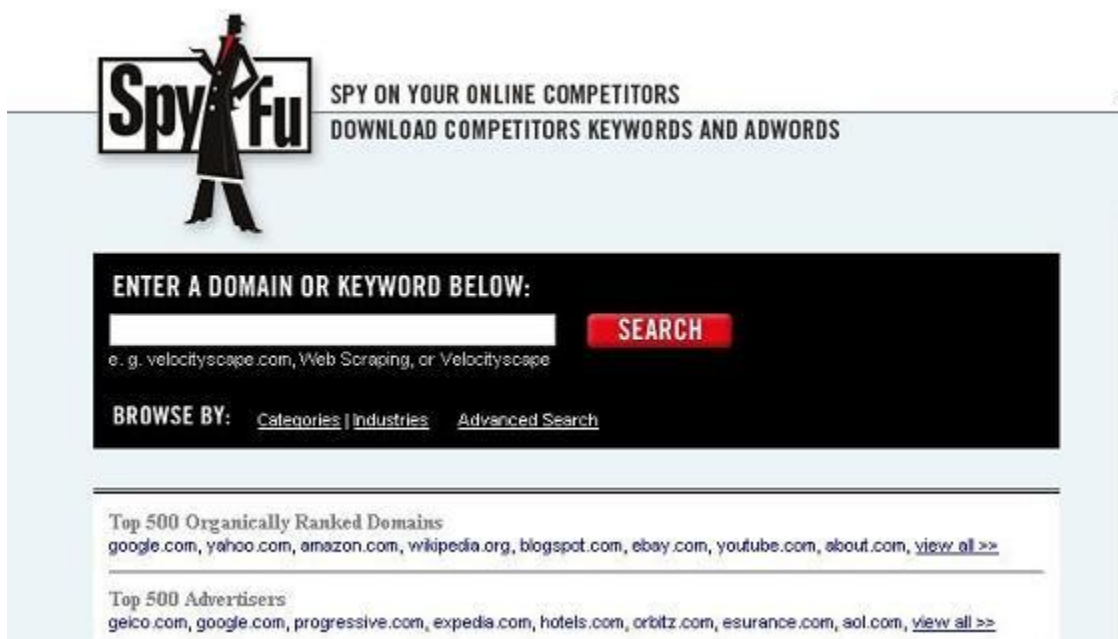 SpyFu
SPY ON YOUR ONLINE COMPETITORS
DOWNLOAD COMPETITORS KEYWORDS AND ADWORDS
ENTER A DOMAIN OR KEYWORD BELOW:
SEARCH
e. g. velocityscape.com, Web Scraping, or Velocityscape
BROWSE BY: Categories | Industries Advanced Search
Top 500 Organically Ranked Domains
google.com, yahoo.com, amazon.com, wikipedia.org, blogspot.com, ebay.com, youtube.com, about.com, view all >>
Top 500 Advertisers
geico.com, google.com, progressive.com, expedia.com, hotels.com, orbitz.com, esurance.com, aol.com, view all >>